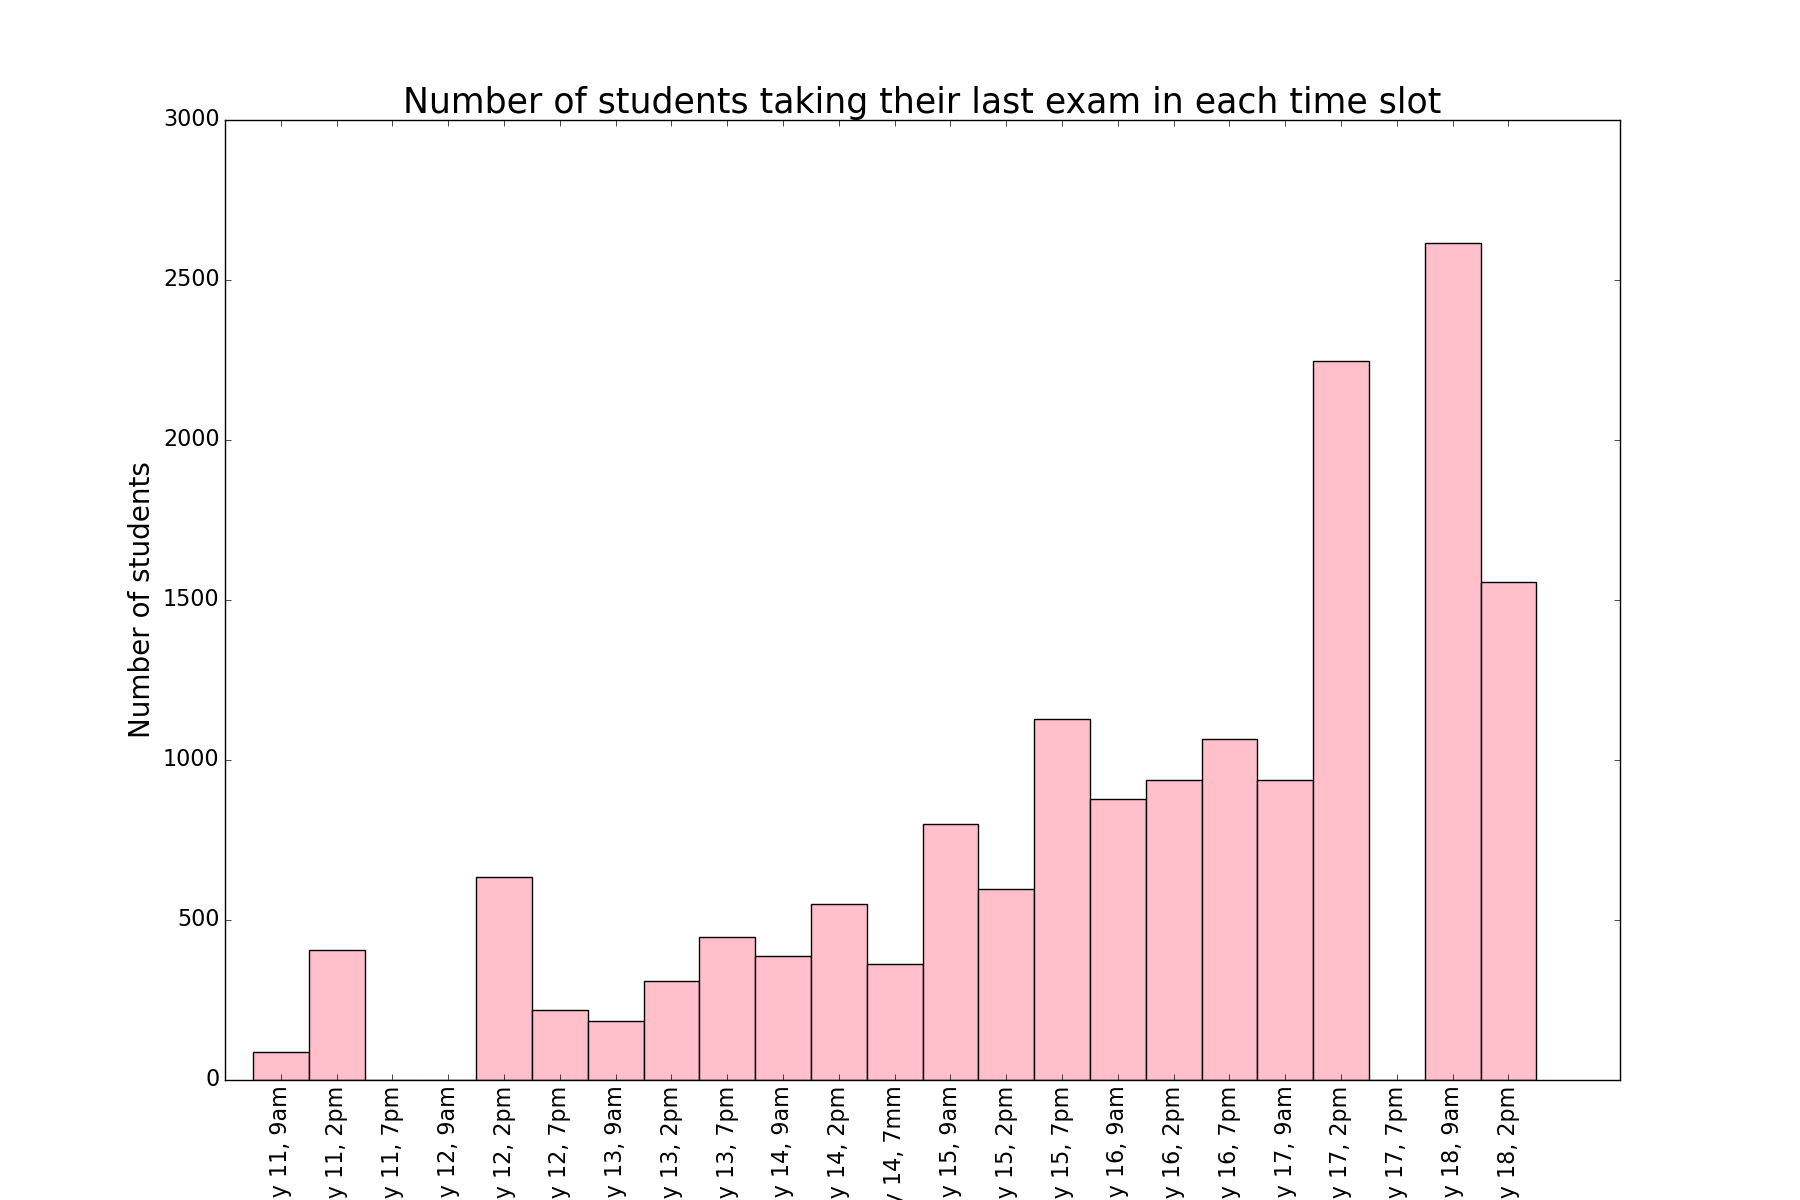 Number of students taking their last exam in each time slot
Number of students
3000
2500
2000
1500
1000
500
0
y 11, 9am
y 11, 2pm
y 11, 7pm
y 12, 9am
y 12, 2pm
y 12, 7pm
y 13, 9am
y 13, 2pm
y 13, 7pm
y 14, 9am
y 14, 2pm
y 14, 7mm
y 15, 9am
y 15, 2pm
y 15, 7pm
y 16, 9am
y 16, 2pm
y 16, 7pm
y 17, 9am
y 17, 2pm
y 17, 7pm
y 18, 9am
y 18, 2pm